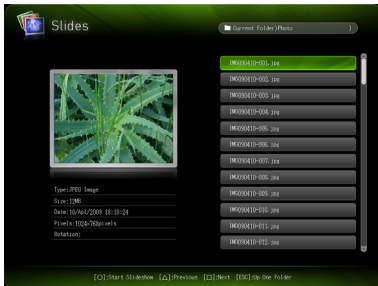 Slides
Current Folder)Photo )
IMG090410-001.jpg
IMG090410-002.jpg
IMG090410-003.jpg
IMG090410-004.jpg
IMG090410-005.jpg
IMG090410-006.jpg
IMG090410-007.jpg
IMG090410-008.jpg
IMG090410-009.jpg
IMG090410-010.jpg
IMG090410-011.jpg
IMG090410-012.jpg
Type:JPEG Image
Size:12MB
Date:10/Apl/2009 18:18:24
Pixels:1024x768pixels
Rotation:
[○]:Start Slideshow [△]:Previous [□]:Next [ESC]:Up One Folder